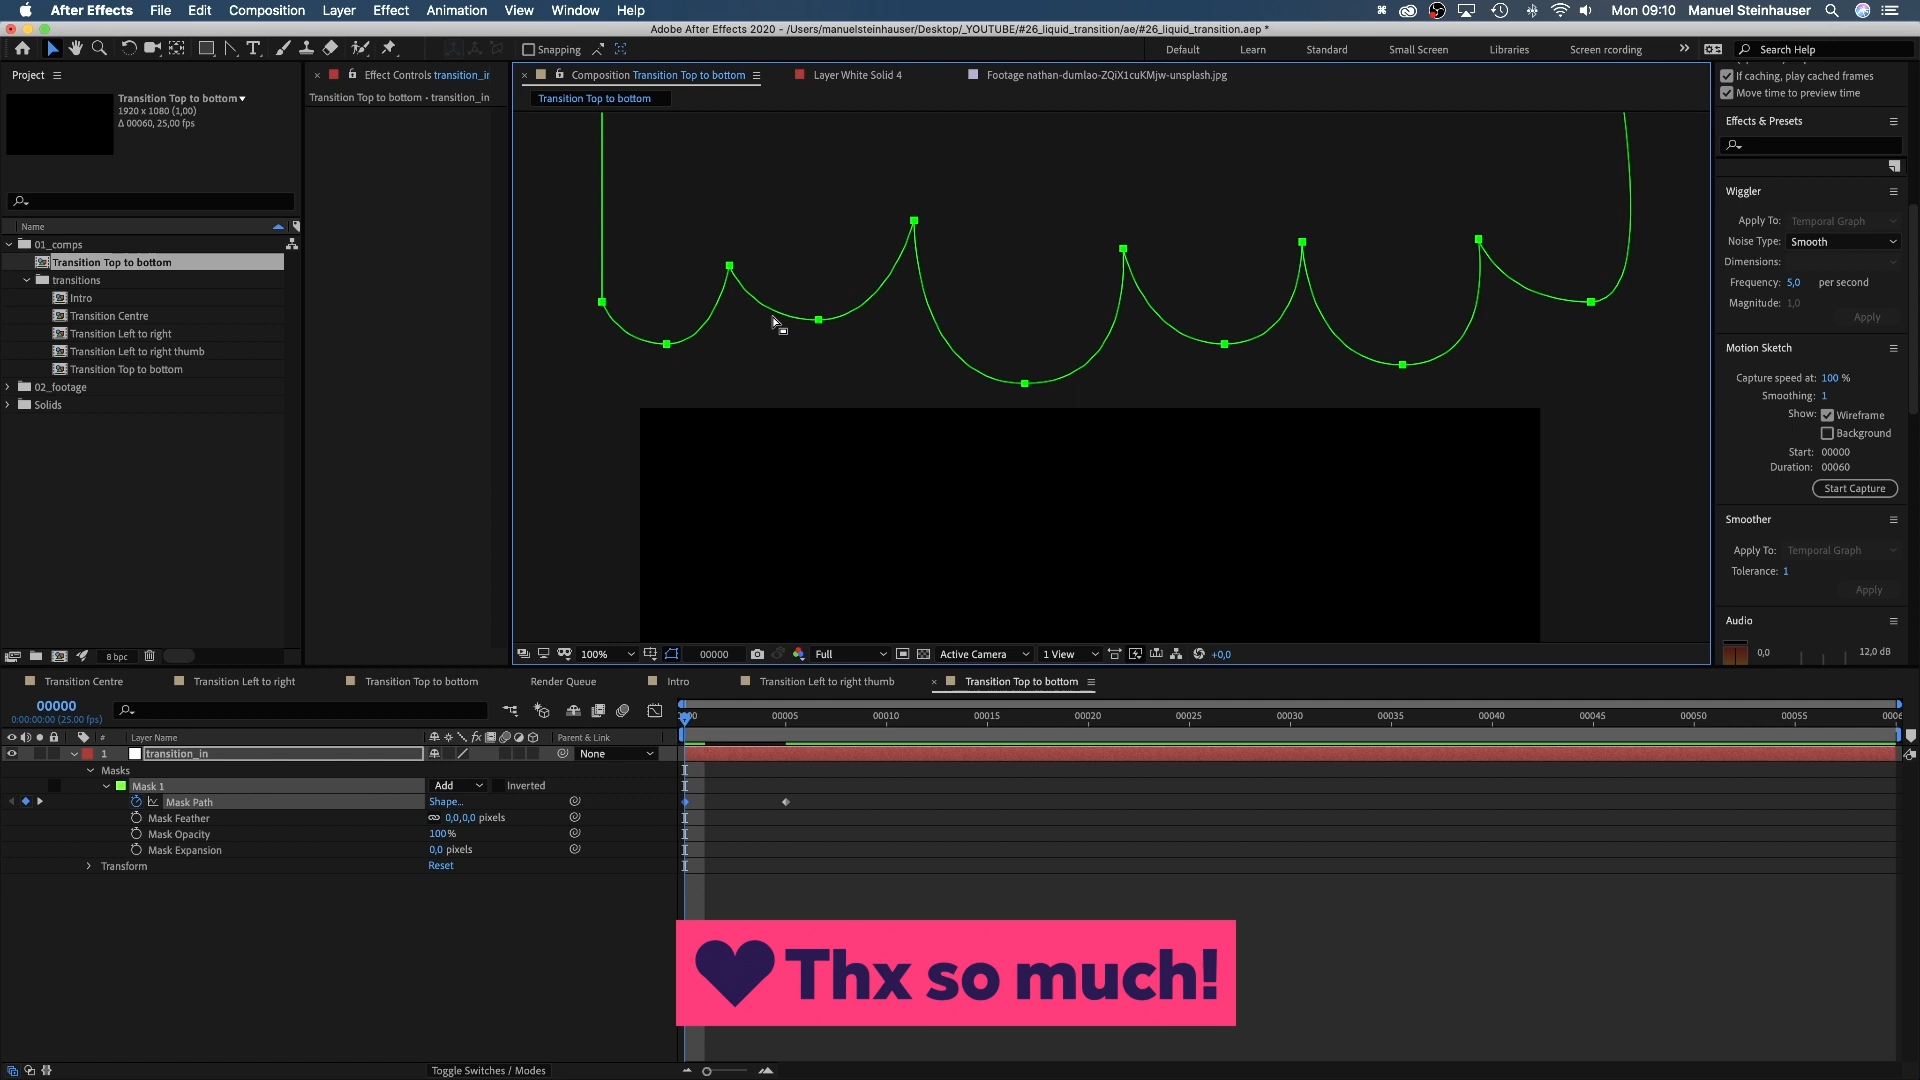 After Effects File Edit Composition Layer Effect Animation View Window Help Mon 09:10 Manuel Steinhauser
Adobe After Effects 2020 - /Users/manuelsteinhauser/Desktop/_YOUTUBE/#26_liquid_transition/ae/#26_liquid_transition.aep *
Snapping Default Learn Standard Small Screen Libraries Screen rcording Search Help
Project Effect Controls transition_ir Composition Transition Top to bottom Layer White Solid 4 Footage nathan-dumlao-ZQiX1cuKMjw-unsplash.jpg If caching, play cached frames
Transition Top to bottom Transition Top to bottom • transition_in Transition Top to bottom Move time to preview time
1920 x 1080 (1,00)
Δ 00060, 25,00 fps
Effects & Presets
Name
Wiggler
01_comps Apply To: Temporal Graph
Transition Top to bottom Noise Type: Smooth
transitions Dimensions:
Intro Frequency: 5,0 per second
Transition Centre Magnitude: 1,0
Transition Left to right Apply
Transition Left to right thumb Motion Sketch
Transition Top to bottom Capture speed at: 100 %
02_footage Smoothing: 1
Solids Show: Wireframe
Background
Start: 00000
Duration: 00060
Start Capture
Smoother
Apply To: Temporal Graph
Tolerance: 1
Apply
Audio
8 bpc 100% 00000 Full Active Camera 1 View +0,0 0,0 12,0 dB
Transition Centre Transition Left to right Transition Top to bottom Render Queue Intro Transition Left to right thumb Transition Top to bottom
00000
0:00:00:00 (25.00 fps) 00005 00010 00015 00020 00025 00030 00035 00040 00045 00050 00055
# Layer Name fx Parent & Link
1 transition_in None
Masks
Mask 1 Add Inverted
Mask Path Shape...
Mask Feather 0,0,0,0 pixels
Mask Opacity 100%
Mask Expansion 0,0 pixels
Transform Reset
Thx so much!
Toggle Switches / Modes